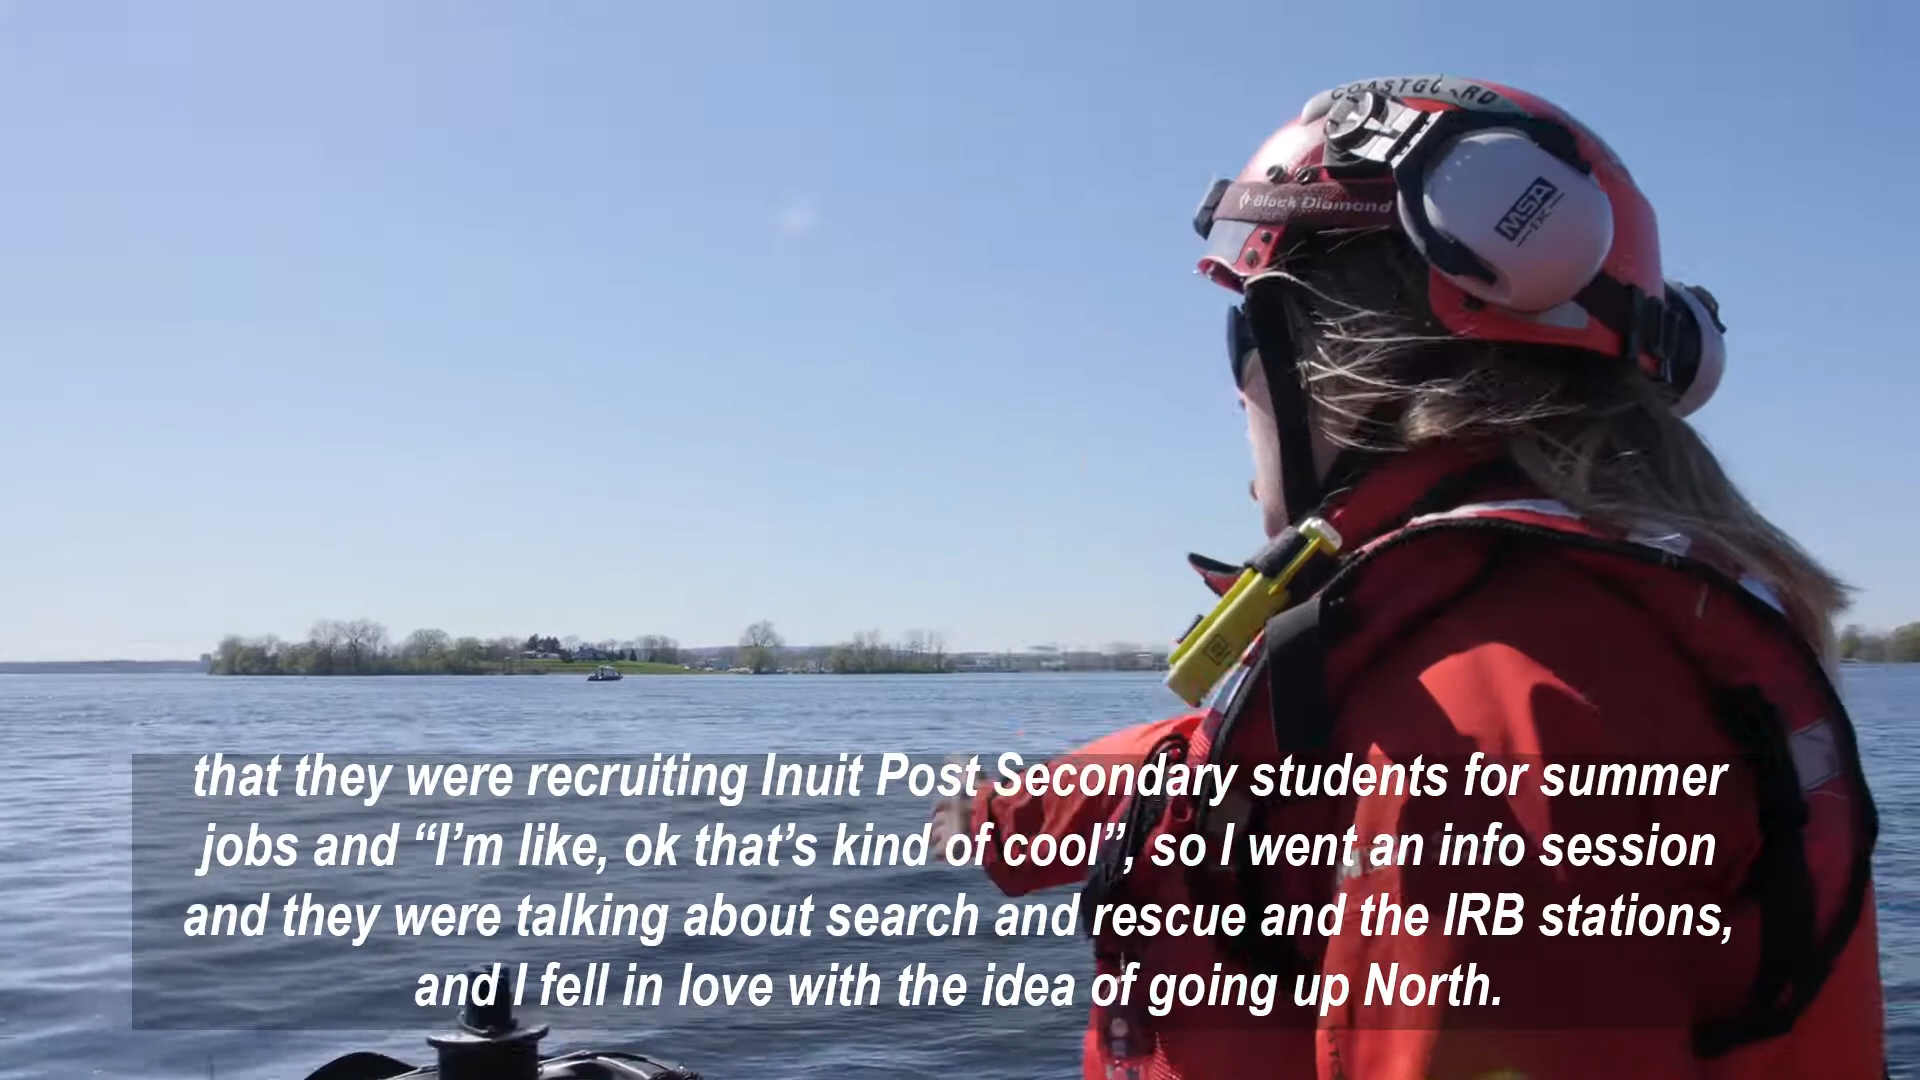 COASTGUARD
Black Diamond
MSA
EXC
that they were recruiting Inuit Post Secondary students for summer
jobs and “I’m like, ok that’s kind of cool”, so I went an info session
and they were talking about search and rescue and the IRB stations,
and I fell in love with the idea of going up North.